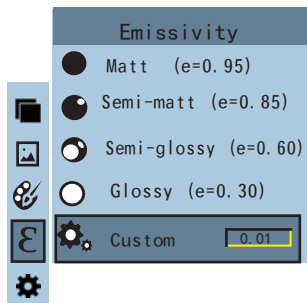 Emissivity
Matt (e=0.95)
Semi-matt (e=0.85)
Semi-glossy (e=0.60)
Glossy (e=0.30)
ε
Custom 0.01